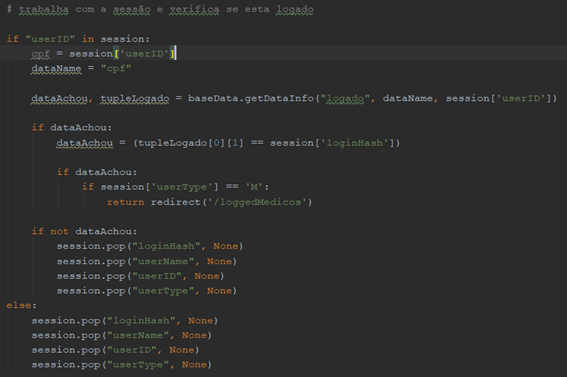 # trabalha com a sessão e verifica se esta logado
if "userID" in session:
cpf = session['userID']
dataName = "cpf"
dataAchou, tupleLogado = baseData.getDataInfo("logado", dataName, session['userID'])
if dataAchou:
dataAchou = (tupleLogado[0][1] == session['loginHash'])
if dataAchou:
if session['userType'] == 'M':
return redirect('/loggedMedicos')
if not dataAchou:
session.pop("loginHash", None)
session.pop("userName", None)
session.pop("userID", None)
session.pop("userType", None)
else:
session.pop("loginHash", None)
session.pop("userName", None)
session.pop("userID", None)
session.pop("userType", None)